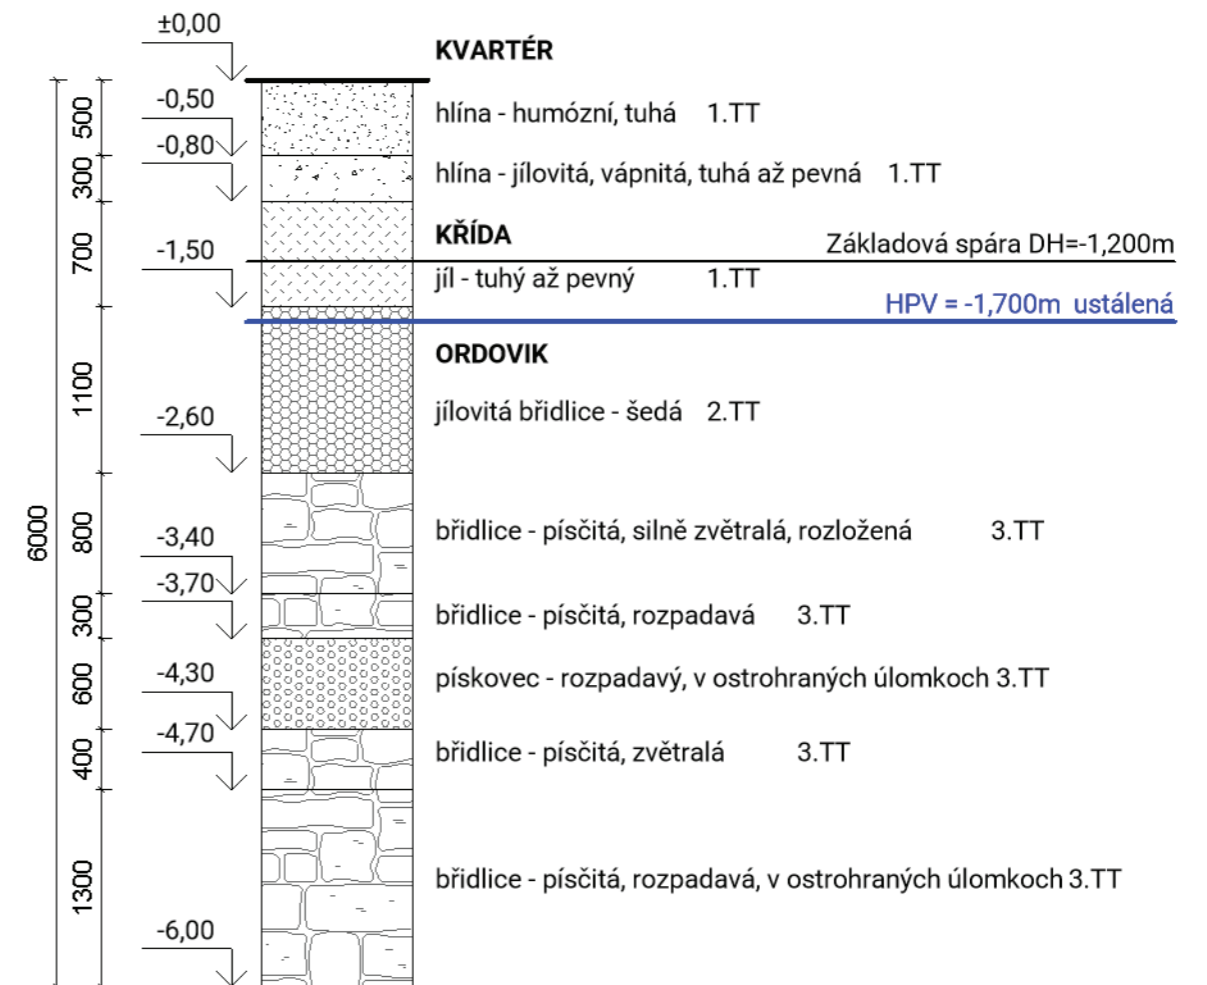 ±0,00
KVARTÉR
-0,50
500
hlína - humózní, tuhá 1.TT
-0,80
300
hlína - jílovitá, vápnitá, tuhá až pevná 1.TT
KŘÍDA
Základová spára DH=-1,200m
-1,50
700
jíl - tuhý až pevný 1.TT
HPV = -1,700m ustálená
ORDOVIK
1100
jílovitá břidlice - šedá 2.TT
-2,60
6000
800
břidlice - písčitá, silně zvětralá, rozložená 3.TT
-3,40
-3,70
300
břidlice - písčitá, rozpadavá 3.TT
-4,30
600
pískovec - rozpadavý, v ostrohraných úlomkoch 3.TT
-4,70
400
břidlice - písčitá, zvětralá 3.TT
1300
břidlice - písčitá, rozpadavá, v ostrohraných úlomkoch 3.TT
-6,00